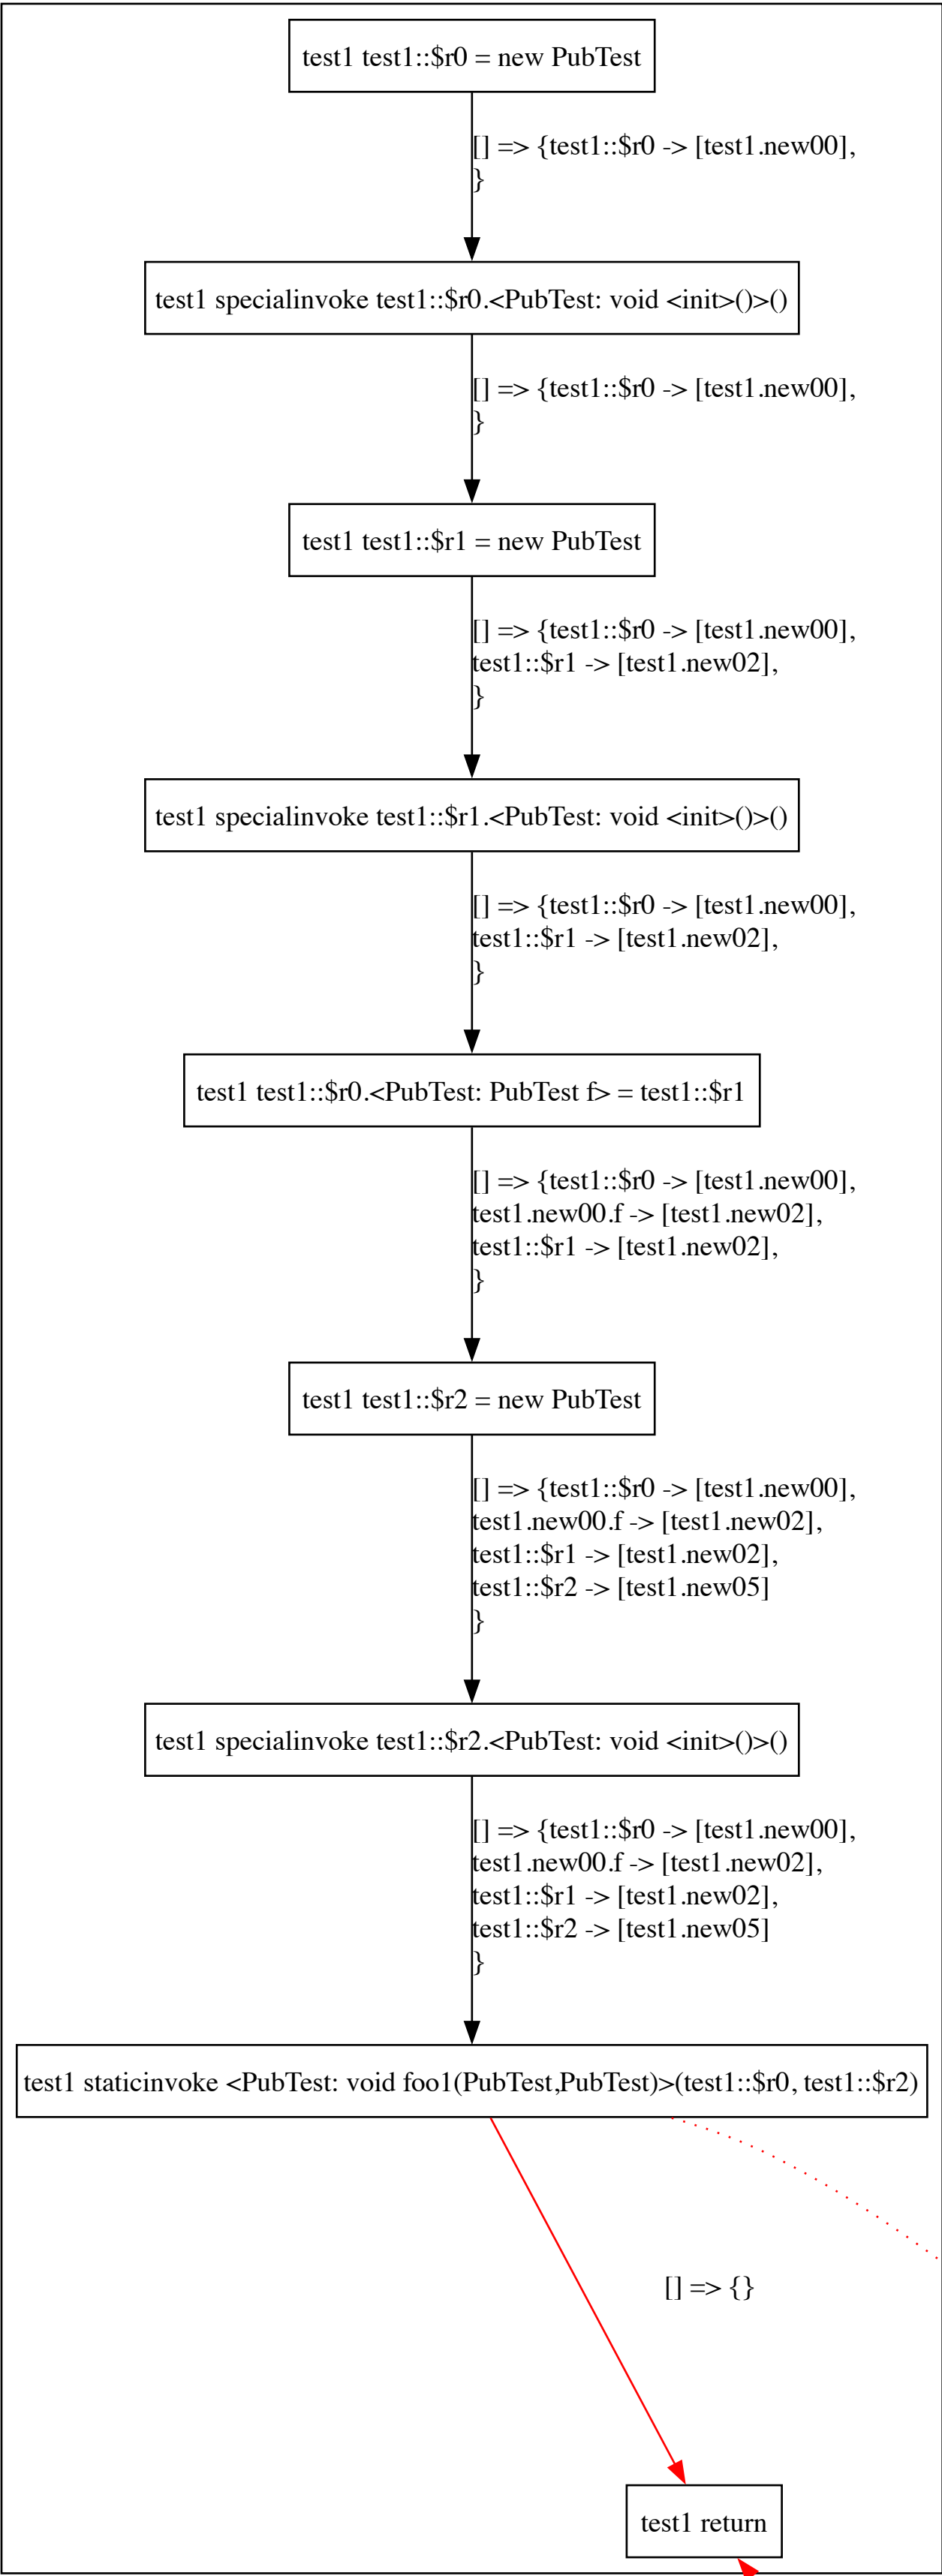 test1 test1::$r0 = new PubTest
[] => {test1::$r0 -> [test1.new00],
}
test1 specialinvoke test1::$r0.<PubTest: void <init>()>()
[] => {test1::$r0 -> [test1.new00],
}
test1 test1::$r1 = new PubTest
[] => {test1::$r0 -> [test1.new00],
test1::$r1 -> [test1.new02],
}
test1 specialinvoke test1::$r1.<PubTest: void <init>()>()
[] => {test1::$r0 -> [test1.new00],
test1::$r1 -> [test1.new02],
}
test1 test1::$r0.<PubTest: PubTest f> = test1::$r1
[] => {test1::$r0 -> [test1.new00],
test1.new00.f -> [test1.new02],
test1::$r1 -> [test1.new02],
}
test1 test1::$r2 = new PubTest
[] => {test1::$r0 -> [test1.new00],
test1.new00.f -> [test1.new02],
test1::$r1 -> [test1.new02],
test1::$r2 -> [test1.new05]
}
test1 specialinvoke test1::$r2.<PubTest: void <init>()>()
[] => {test1::$r0 -> [test1.new00],
test1.new00.f -> [test1.new02],
test1::$r1 -> [test1.new02],
test1::$r2 -> [test1.new05]
}
test1 staticinvoke <PubTest: void foo1(PubTest,PubTest)>(test1::$r0, test1::$r2)
[] => {}
test1 return